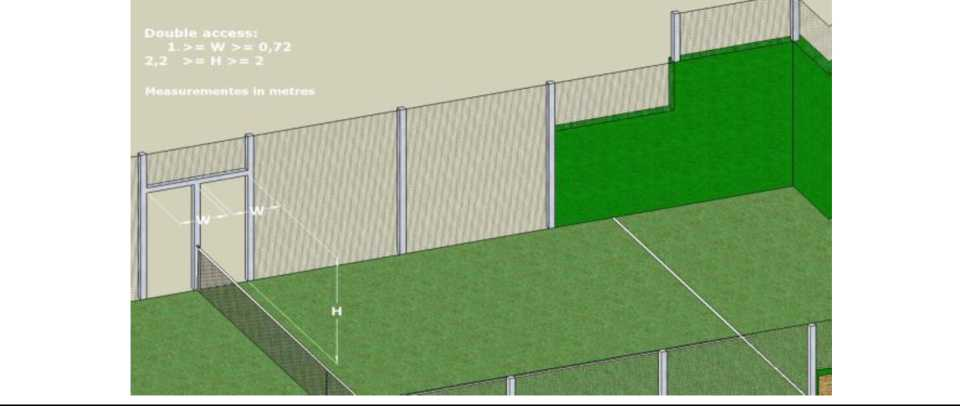 Double access:
1. >= W >= 0,72
2,2 >= H >= 2
Measurementes in metres
W
W
H